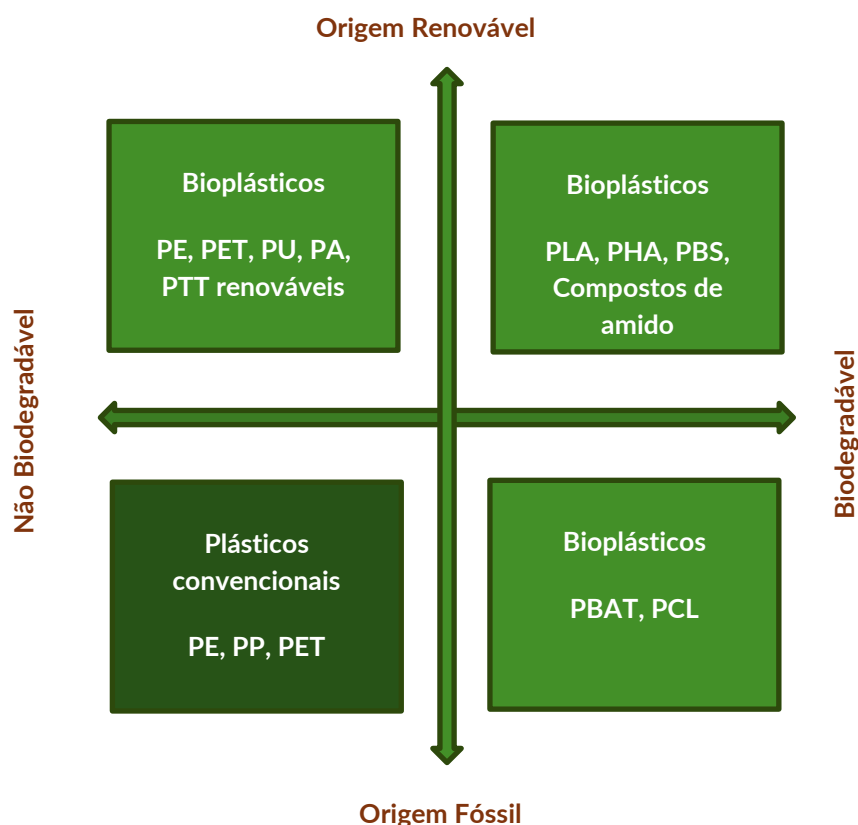 Origem Renovável
Bioplásticos
PE, PET, PU, PA,
PTT renováveis
Bioplásticos
PLA, PHA, PBS,
Compostos de
amido
Não Biodegradável
Biodegradável
Plásticos
convencionais
PE, PP, PET
Bioplásticos
PBAT, PCL
Origem Fóssil